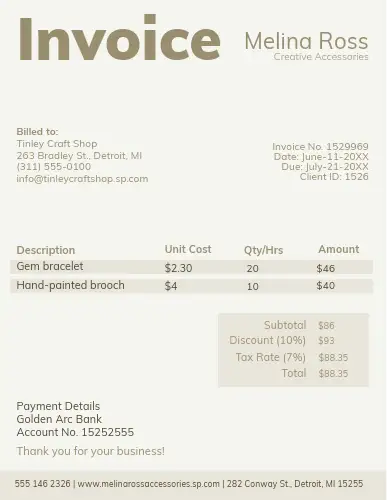 Invoice
Melina Ross
Creative Accessories
Billed to:
Tinley Craft Shop
263 Bradley St., Detroit, MI
(311) 555-0100
info@tinleycraftshop.sp.com
Invoice No. 1529969
Date: June-11-20XX
Due: July-21-20XX
Client ID: 1526
Description Unit Cost Qty/Hrs Amount
Gem bracelet $2.30 20 $46
Hand-painted brooch $4 10 $40
Subtotal $86
Discount (10%) $93
Tax Rate (7%) $88.35
Total $88.35
Payment Details
Golden Arc Bank
Account No. 15252555
Thank you for your business!
555 146 2326 | www.melinarossaccessories.sp.com | 282 Conway St., Detroit, MI 15255